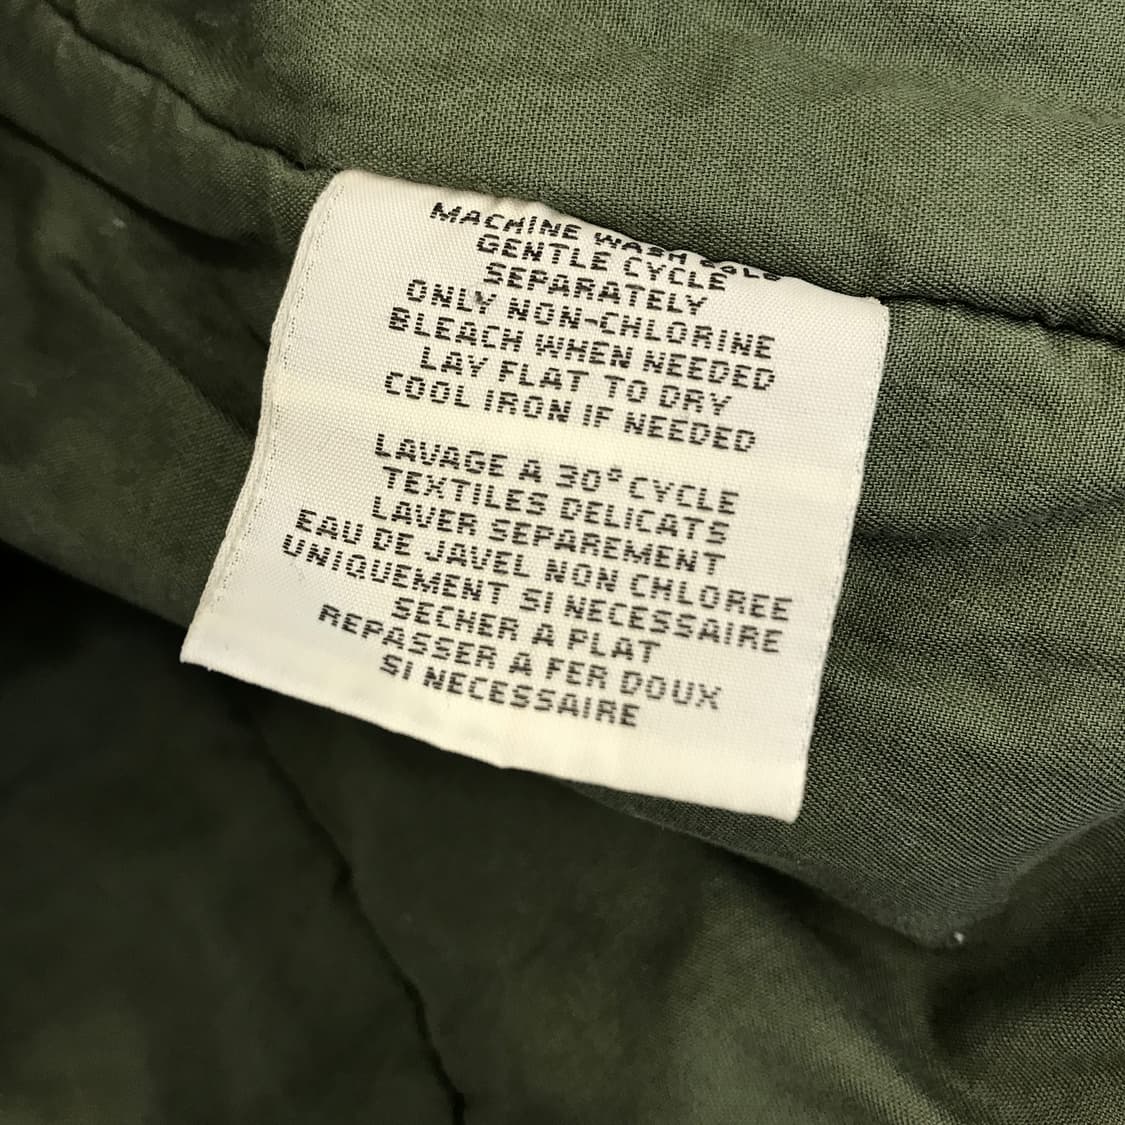 MACHINE WASH COLD
GENTLE CYCLE
SEPARATELY
ONLY NON-CHLORINE
BLEACH WHEN NEEDED
LAY FLAT TO DRY
COOL IRON IF NEEDED
LAVAGE A 30° CYCLE
TEXTILES DELICATS
LAVER SEPAREMENT
EAU DE JAVEL NON CHLOREE
UNIQUEMENT SI NECESSAIRE
SECHER A PLAT
REPASSER A FER DOUX
SI NECESSAIRE